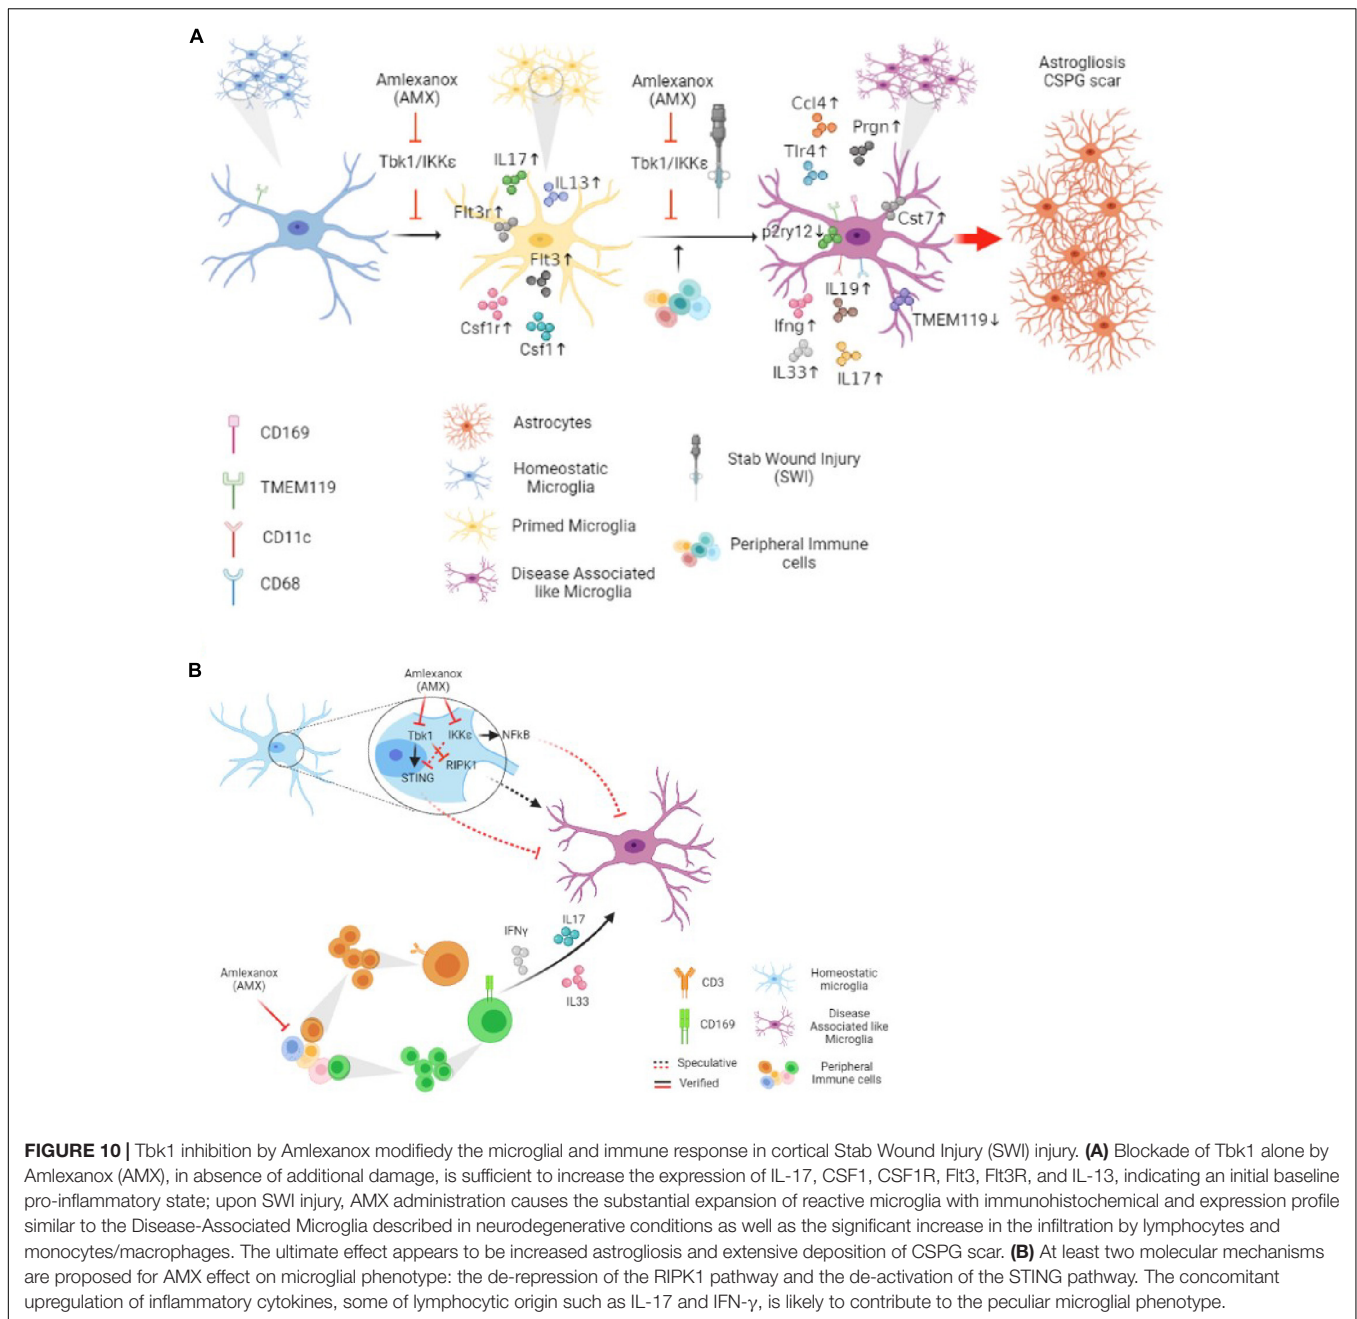 A
Amlexanox
(AMX)
Tbk1/IKKε
IL17↑
IL13↑
Flt3r↑
Flt3↑
Csf1r↑
Csf1↑
Amlexanox
(AMX)
Tbk1/IKKε
Ccl4↑
Prgn↑
Tlr4↑
Cst7↑
p2ry12↓
IL19↑
Ifng↑
TMEM119↓
IL33↑
IL17↑
Astrogliosis
CSPG scar
CD169
TMEM119
CD11c
CD68
Astrocytes
Homeostatic
Microglia
Primed Microglia
Disease Associated
like Microglia
Stab Wound Injury
(SWI)
Peripheral Immune
cells
B
Amlexanox
(AMX)
Tbk1
IKKε
NFkB
RIPK1
STING
IFNγ
IL17
IL33
Amlexanox
(AMX)
CD3
CD169
Speculative
Verified
Homeostatic
microglia
Disease
Associated like
Microglia
Peripheral
Immune cells
FIGURE 10 | Tbk1 inhibition by Amlexanox modifiedy the microglial and immune response in cortical Stab Wound Injury (SWI) injury. (A) Blockade of Tbk1 alone by
Amlexanox (AMX), in absence of additional damage, is sufficient to increase the expression of IL-17, CSF1, CSF1R, Flt3, Flt3R, and IL-13, indicating an initial baseline
pro-inflammatory state; upon SWI injury, AMX administration causes the substantial expansion of reactive microglia with immunohistochemical and expression profile
similar to the Disease-Associated Microglia described in neurodegenerative conditions as well as the significant increase in the infiltration by lymphocytes and
monocytes/macrophages. The ultimate effect appears to be increased astrogliosis and extensive deposition of CSPG scar. (B) At least two molecular mechanisms
are proposed for AMX effect on microglial phenotype: the de-repression of the RIPK1 pathway and the de-activation of the STING pathway. The concomitant
upregulation of inflammatory cytokines, some of lymphocytic origin such as IL-17 and IFN-γ, is likely to contribute to the peculiar microglial phenotype.